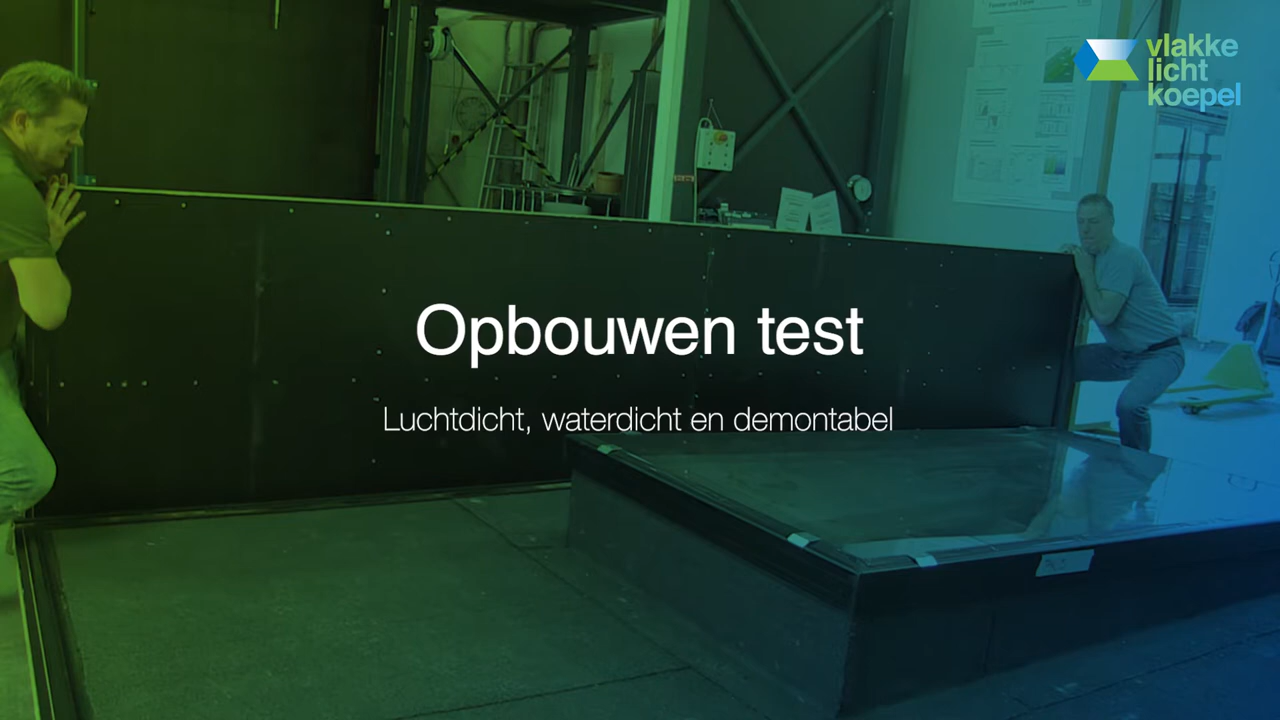 vlakke
licht
koepel
Opbouwen test
Luchtdicht, waterdicht en demontabel